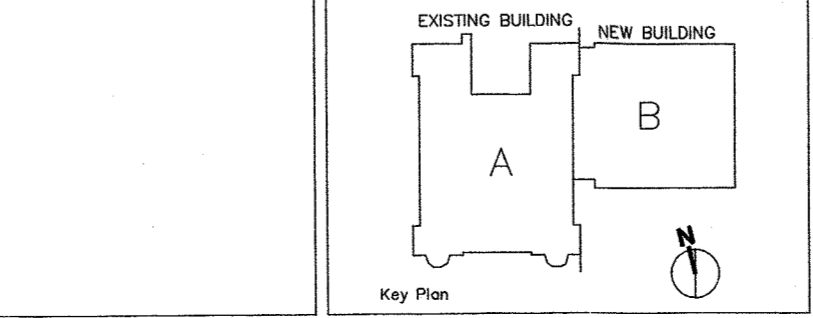 EXISTING BUILDING
NEW BUILDING
B
A
N
Key Plan